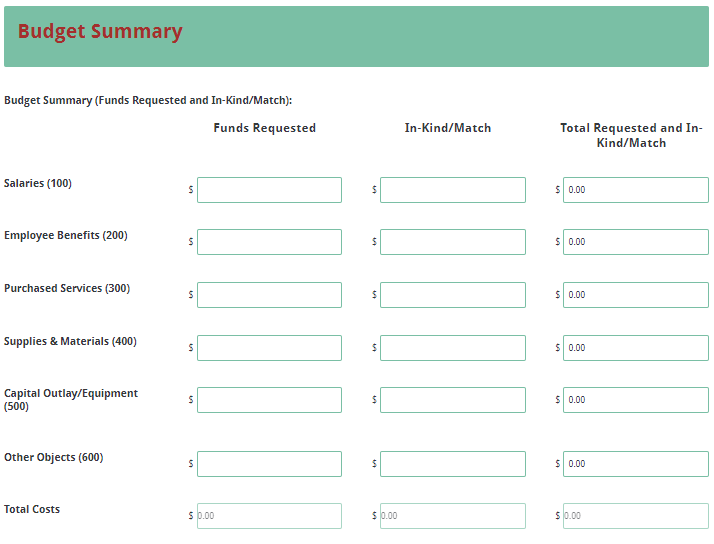 Budget Summary
Budget Summary (Funds Requested and In-Kind/Match):
Funds Requested
In-Kind/Match
Total Requested and In-
Kind/Match
Salaries (100)
$
$
$ 0.00
Employee Benefits (200)
$
$
$ 0.00
Purchased Services (300)
$
$
$ 0.00
Supplies & Materials (400)
$
$
$ 0.00
Capital Outlay/Equipment
(500)
$
$
$ 0.00
Other Objects (600)
$
$
$ 0.00
Total Costs
$ 0.00
$ 0.00
$ 0.00